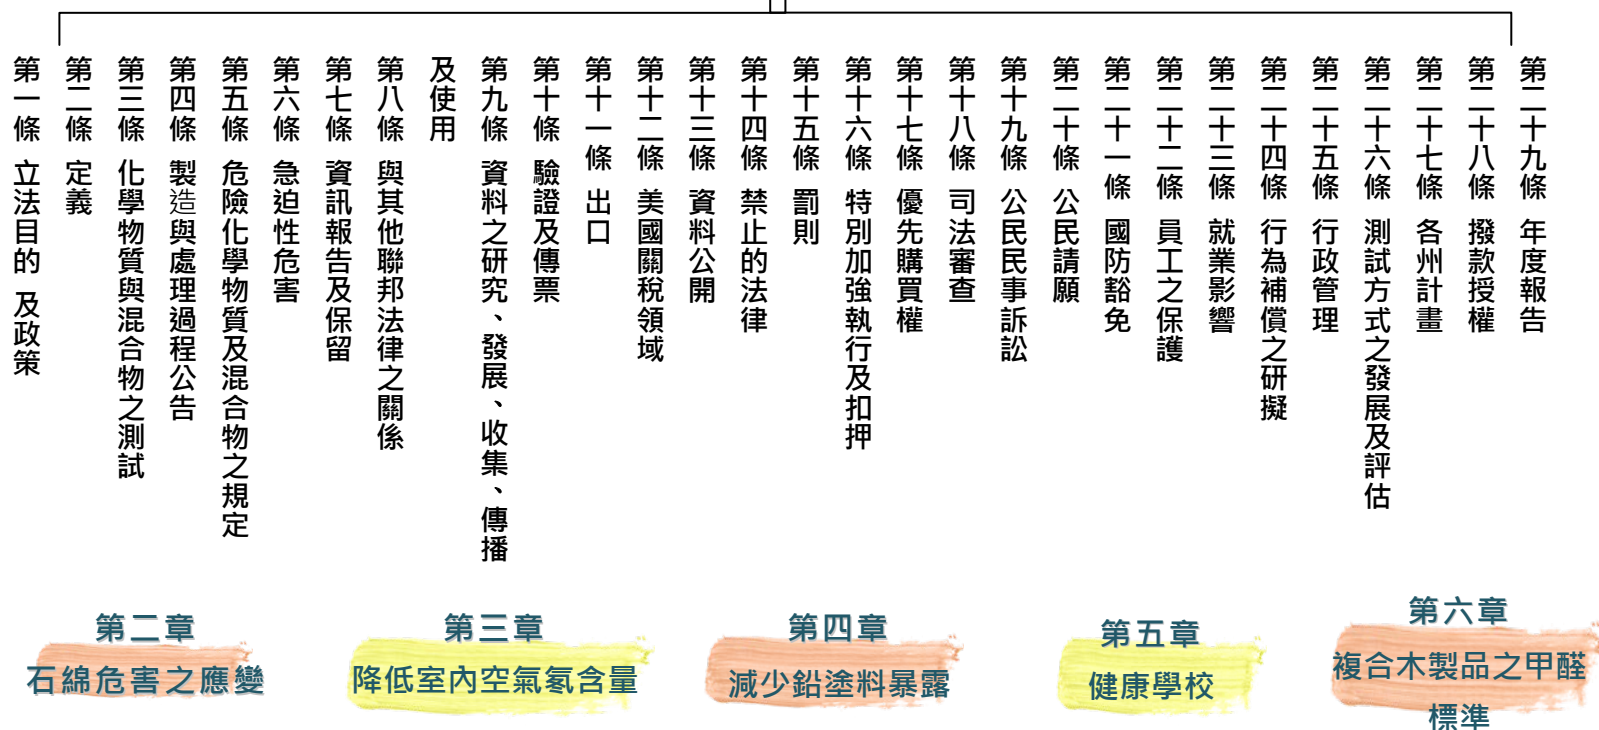 第一條 立法目的 及政策
第二條 定義
第三條 化學物質與混合物之測試
第四條 製造與處理過程公告
第五條 危險化學物質及混合物之規定
第六條 急迫性危害
第七條 資訊報告及保留
第八條 與其他聯邦法律之關係
及使用
第九條 資料之研究、發展、收集、傳播
第十條 驗證及傳票
第十一條 出口
第十二條 美國關稅領域
第十三條 資料公開
第十四條 禁止的法律
第十五條 罰則
第十六條 特別加強執行及扣押
第十七條 優先購買權
第十八條 司法審查
第十九條 公民民事訴訟
第二十條 公民請願
第二十一條 國防豁免
第二十二條 員工之保護
第二十三條 就業影響
第二十四條 行為補償之研擬
第二十五條 行政管理
第二十六條 測試方式之發展及評估
第二十七條 各州計畫
第二十八條 撥款授權
第二十九條 年度報告
第二章
石綿危害之應變
第三章
降低室內空氣氡含量
第四章
減少鉛塗料暴露
第五章
健康學校
第六章
複合木製品之甲醛
標準